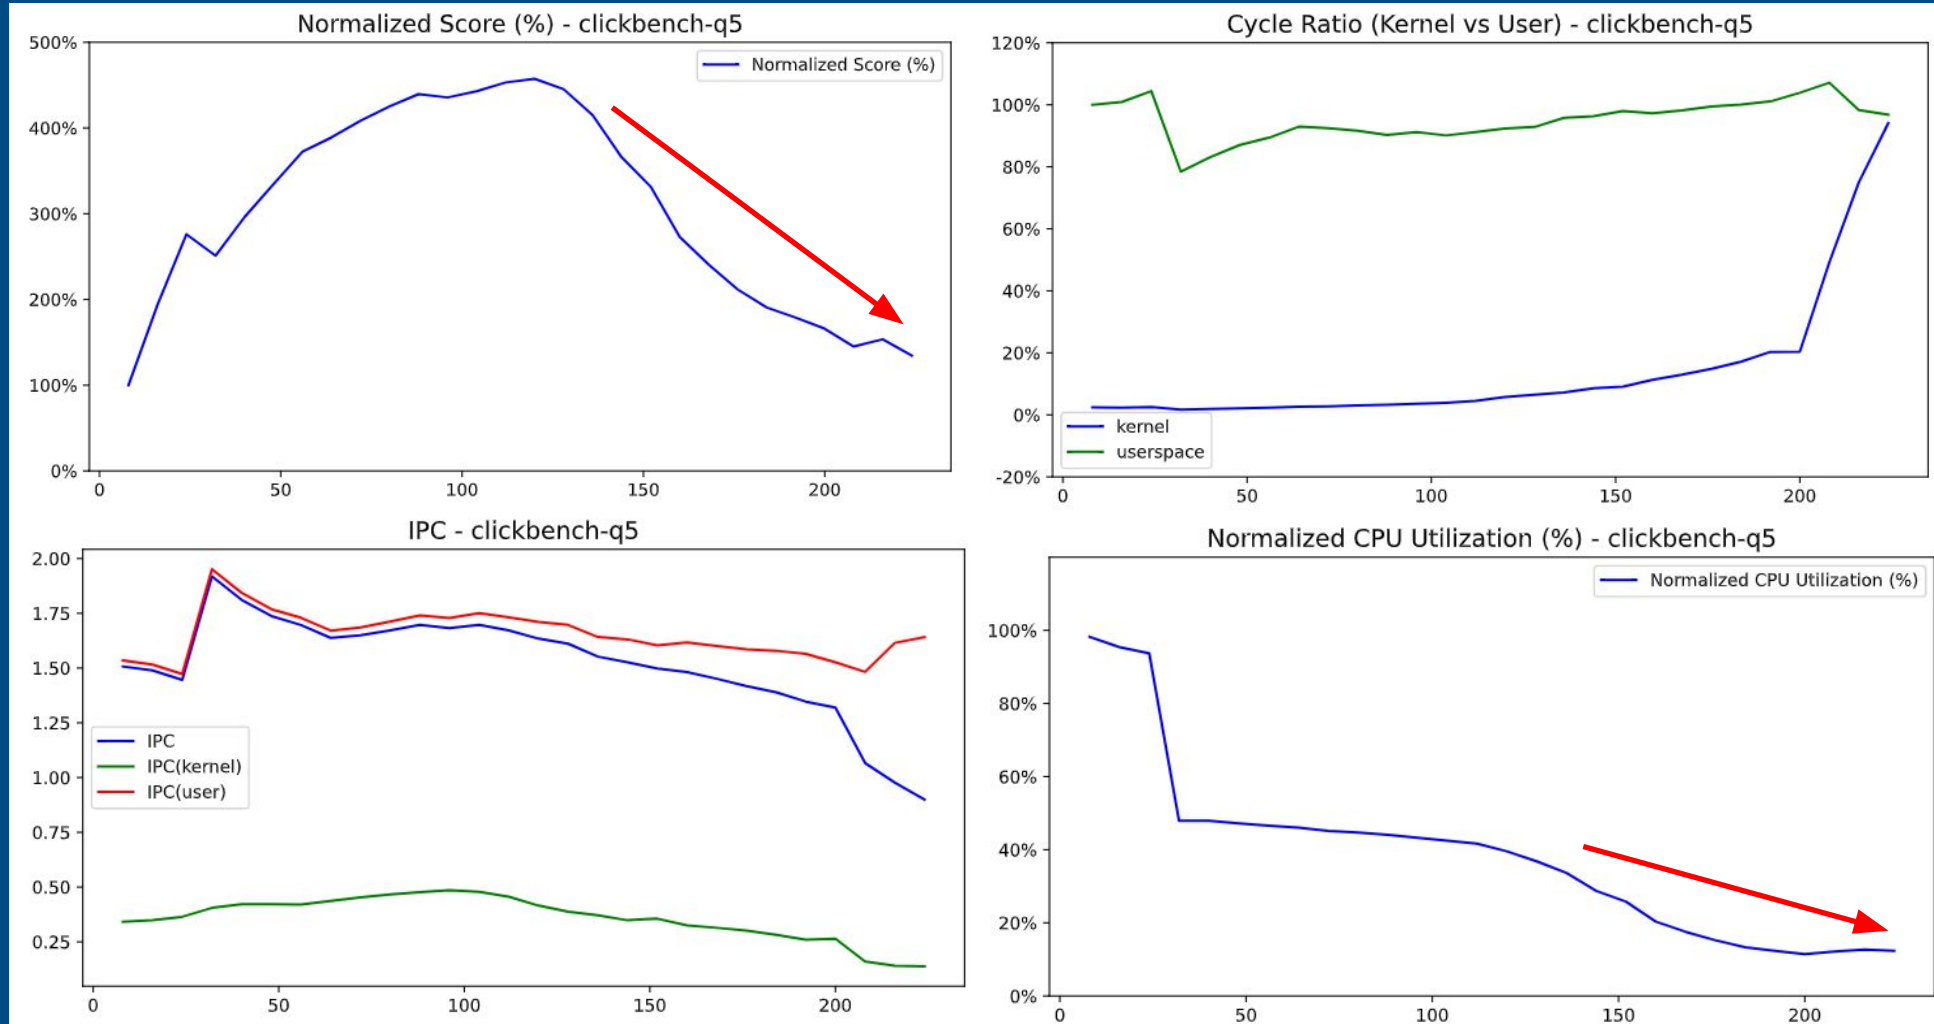 Normalized Score (%) - clickbench-q5
500%
400%
300%
200%
100%
0%
Normalized Score (%)
0 50 100 150 200
Cycle Ratio (Kernel vs User) - clickbench-q5
120%
100%
80%
60%
40%
20%
0%
-20%
kernel
userspace
0 50 100 150 200
IPC - clickbench-q5
2.00
1.75
1.50
1.25
1.00
0.75
0.50
0.25
IPC
IPC(kernel)
IPC(user)
0 50 100 150 200
Normalized CPU Utilization (%) - clickbench-q5
Normalized CPU Utilization (%)
100%
80%
60%
40%
20%
0%
0 50 100 150 200